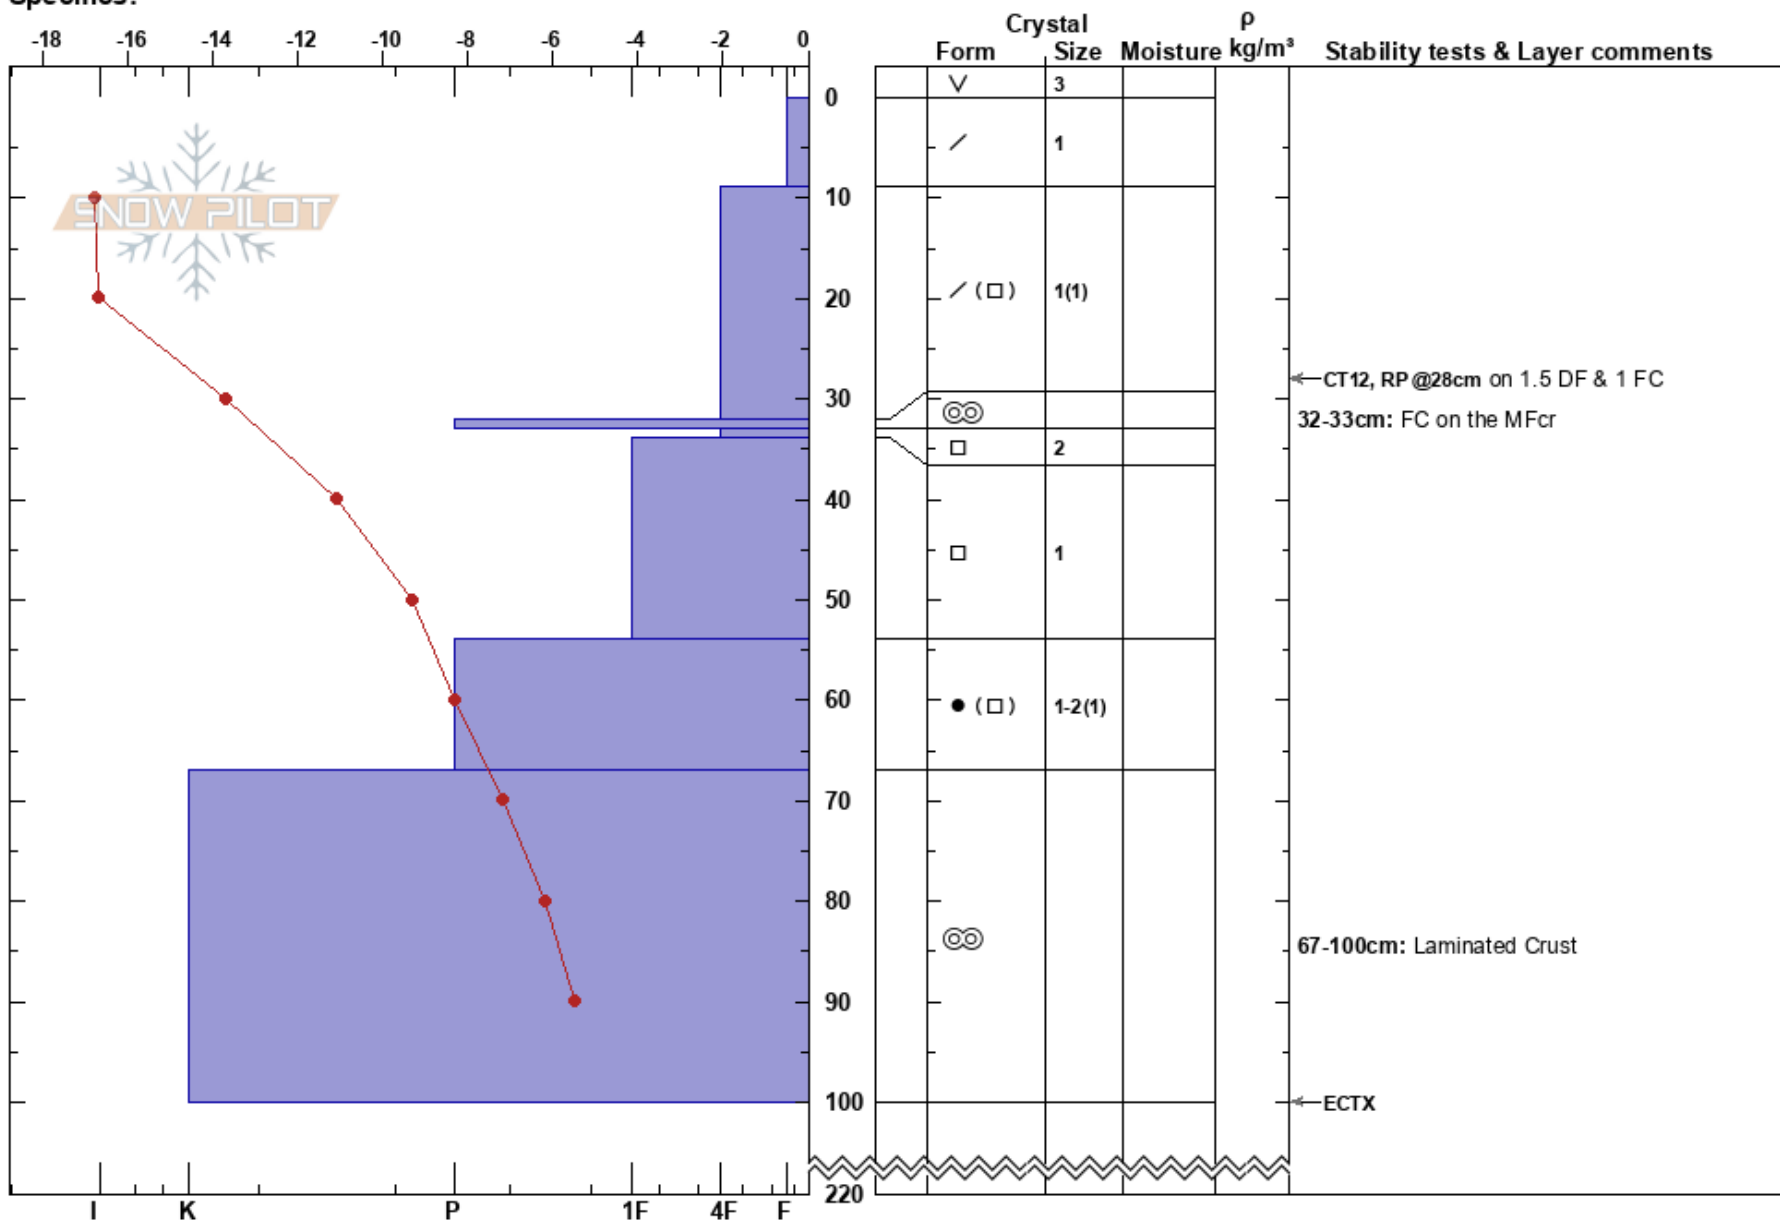 Specifics:
Crystal ρ
-18 -16 -14 -12 -10 -8 -6 -4 -2 0 Form Size Moisture kg/m³ Stability tests & Layer comments
0 3
1
SNOW PILOT
10
20 ( ) 1(1)
CT12, RP @28cm on 1.5 DF & 1 FC
30
32-33cm: FC on the MFcr
2
40
1
50
60 ( ) 1-2(1)
70
80
67-100cm: Laminated Crust
90
100 ECTX
220
I K P 1F 4F F